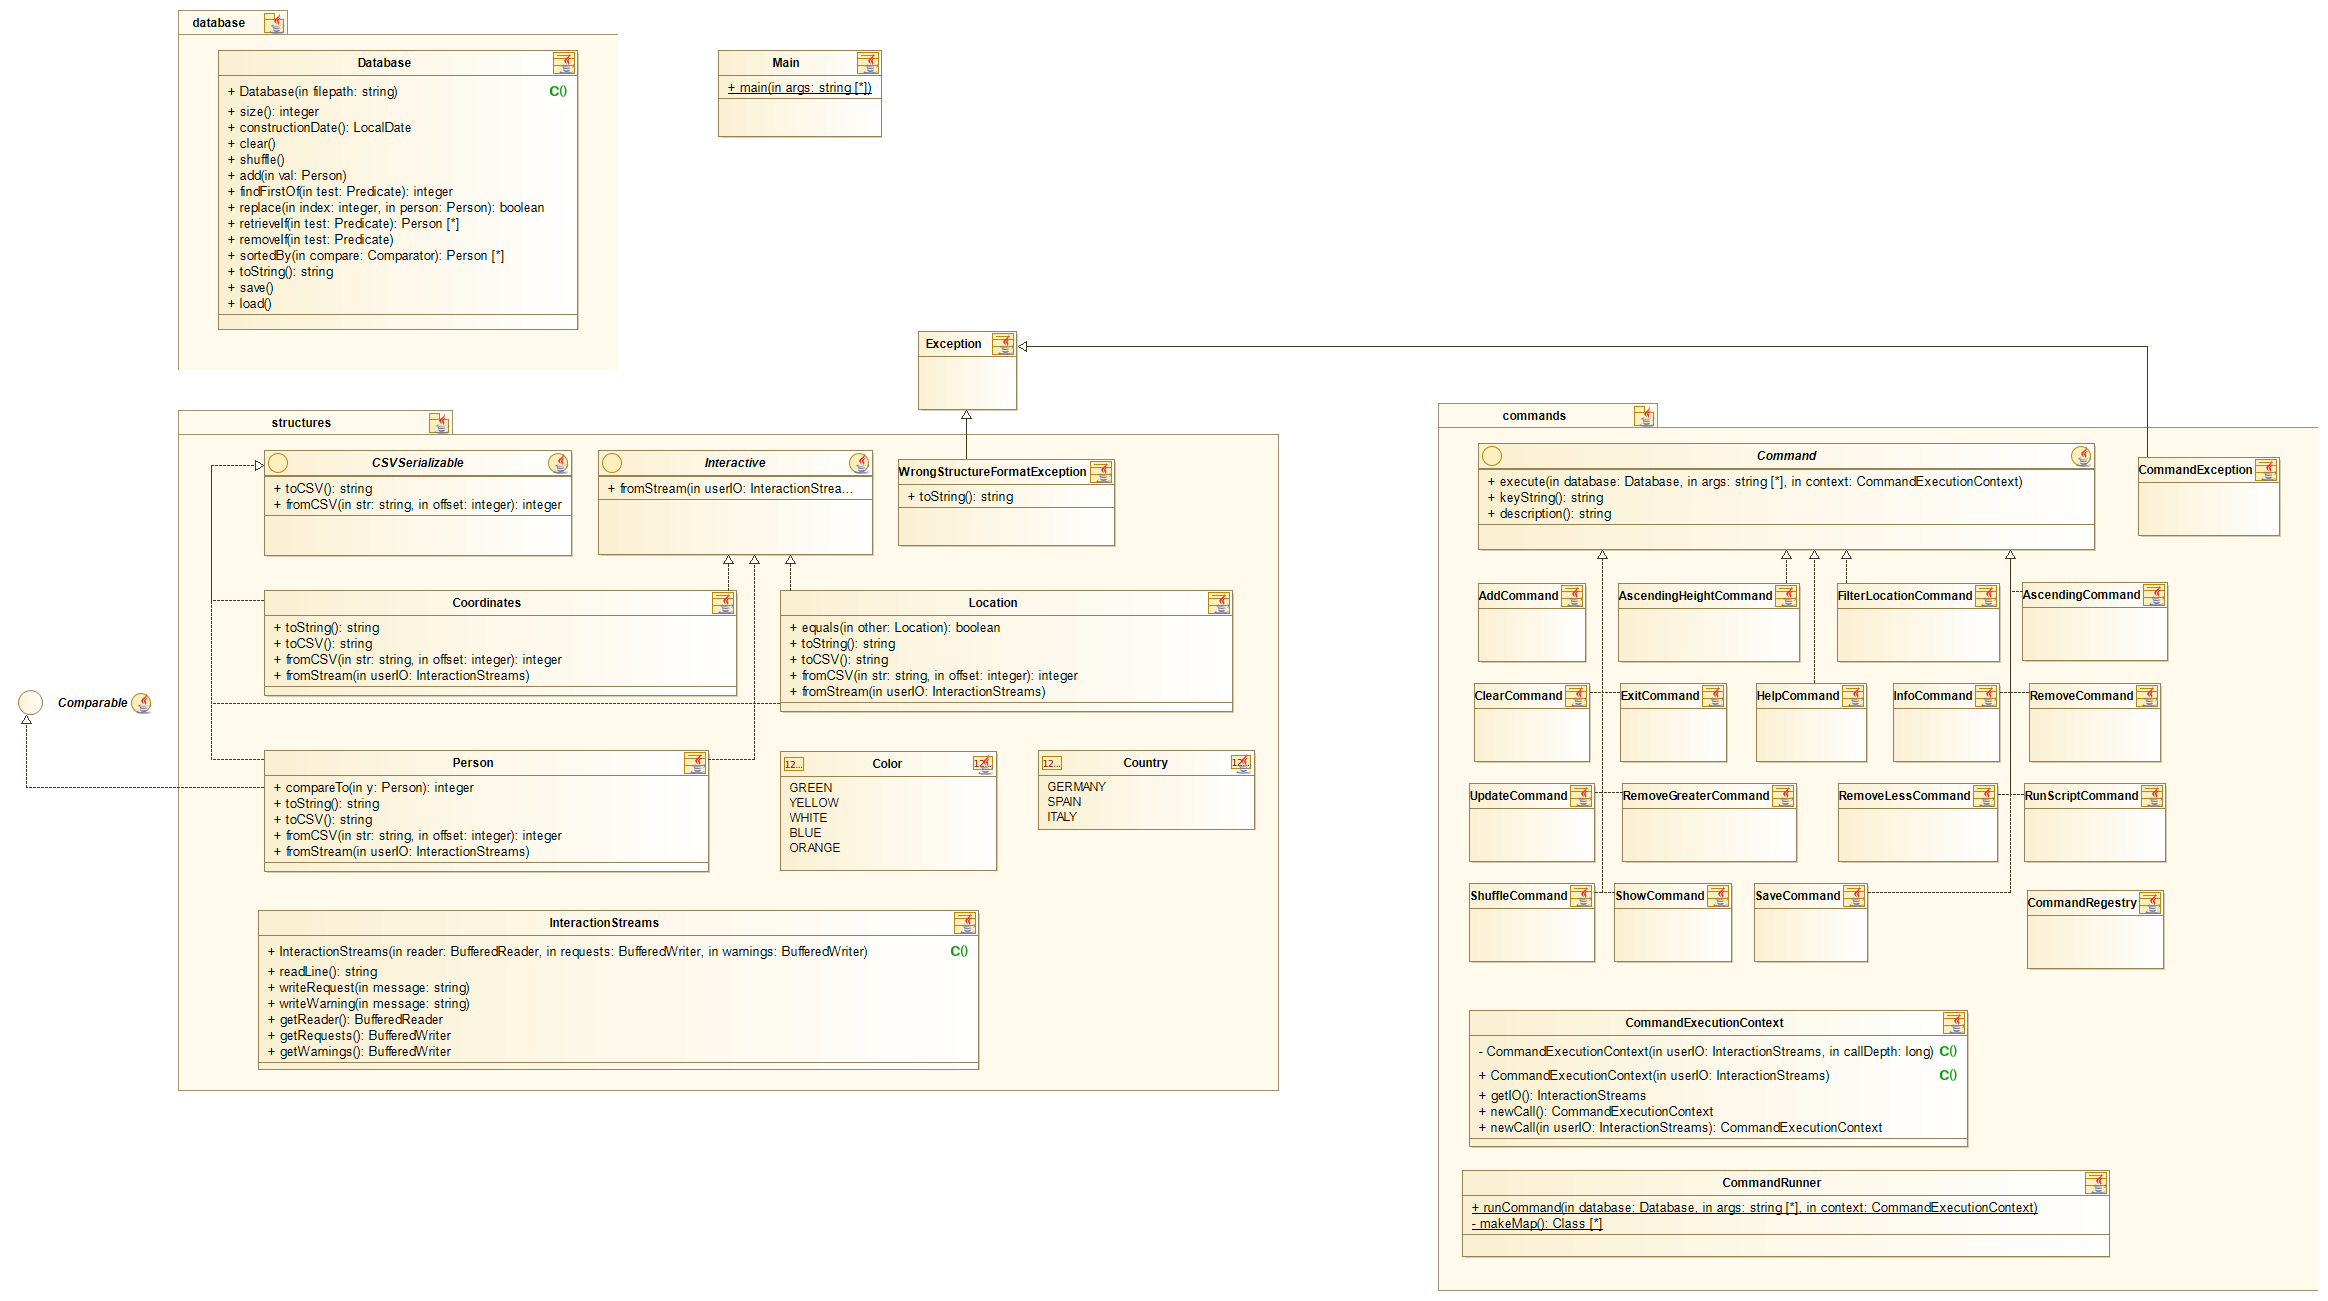 database
Database
+ Database(in filepath: string) C()
+ size(): integer
+ constructionDate(): LocalDate
+ clear()
+ shuffle()
+ add(in val: Person)
+ findFirstOf(in test: Predicate): integer
+ replace(in index: integer, in person: Person): boolean
+ retrieveIf(in test: Predicate): Person [*]
+ removeIf(in test: Predicate)
+ sortedBy(in compare: Comparator): Person [*]
+ toString(): string
+ save()
+ load()
Main
+ main(in args: string [*])
Exception
structures
CSVSerializable
+ toCSV(): string
+ fromCSV(in str: string, in offset: integer): integer
Interactive
+ fromStream(in userIO: InteractionStrea...
WrongStructureFormatException
+ toString(): string
Coordinates
+ toString(): string
+ toCSV(): string
+ fromCSV(in str: string, in offset: integer): integer
+ fromStream(in userIO: InteractionStreams)
Location
+ equals(in other: Location): boolean
+ toString(): string
+ toCSV(): string
+ fromCSV(in str: string, in offset: integer): integer
+ fromStream(in userIO: InteractionStreams)
Comparable
Person
+ compareTo(in y: Person): integer
+ toString(): string
+ toCSV(): string
+ fromCSV(in str: string, in offset: integer): integer
+ fromStream(in userIO: InteractionStreams)
12... Color 12...
GREEN
YELLOW
WHITE
BLUE
ORANGE
12... Country 12...
GERMANY
SPAIN
ITALY
InteractionStreams
+ InteractionStreams(in reader: BufferedReader, in requests: BufferedWriter, in warnings: BufferedWriter) C()
+ readLine(): string
+ writeRequest(in message: string)
+ writeWarning(in message: string)
+ getReader(): BufferedReader
+ getRequests(): BufferedWriter
+ getWarnings(): BufferedWriter
commands
Command
+ execute(in database: Database, in args: string [*], in context: CommandExecutionContext)
+ keyString(): string
+ description(): string
CommandException
AddCommand
AscendingHeightCommand
FilterLocationCommand
AscendingCommand
ClearCommand
ExitCommand
HelpCommand
InfoCommand
RemoveCommand
UpdateCommand
RemoveGreaterCommand
RemoveLessCommand
RunScriptCommand
ShuffleCommand
ShowCommand
SaveCommand
CommandRegestry
CommandExecutionContext
- CommandExecutionContext(in userIO: InteractionStreams, in callDepth: long) C()
+ CommandExecutionContext(in userIO: InteractionStreams) C()
+ getIO(): InteractionStreams
+ newCall(): CommandExecutionContext
+ newCall(in userIO: InteractionStreams): CommandExecutionContext
CommandRunner
+ runCommand(in database: Database, in args: string [*], in context: CommandExecutionContext)
- makeMap(): Class [*]